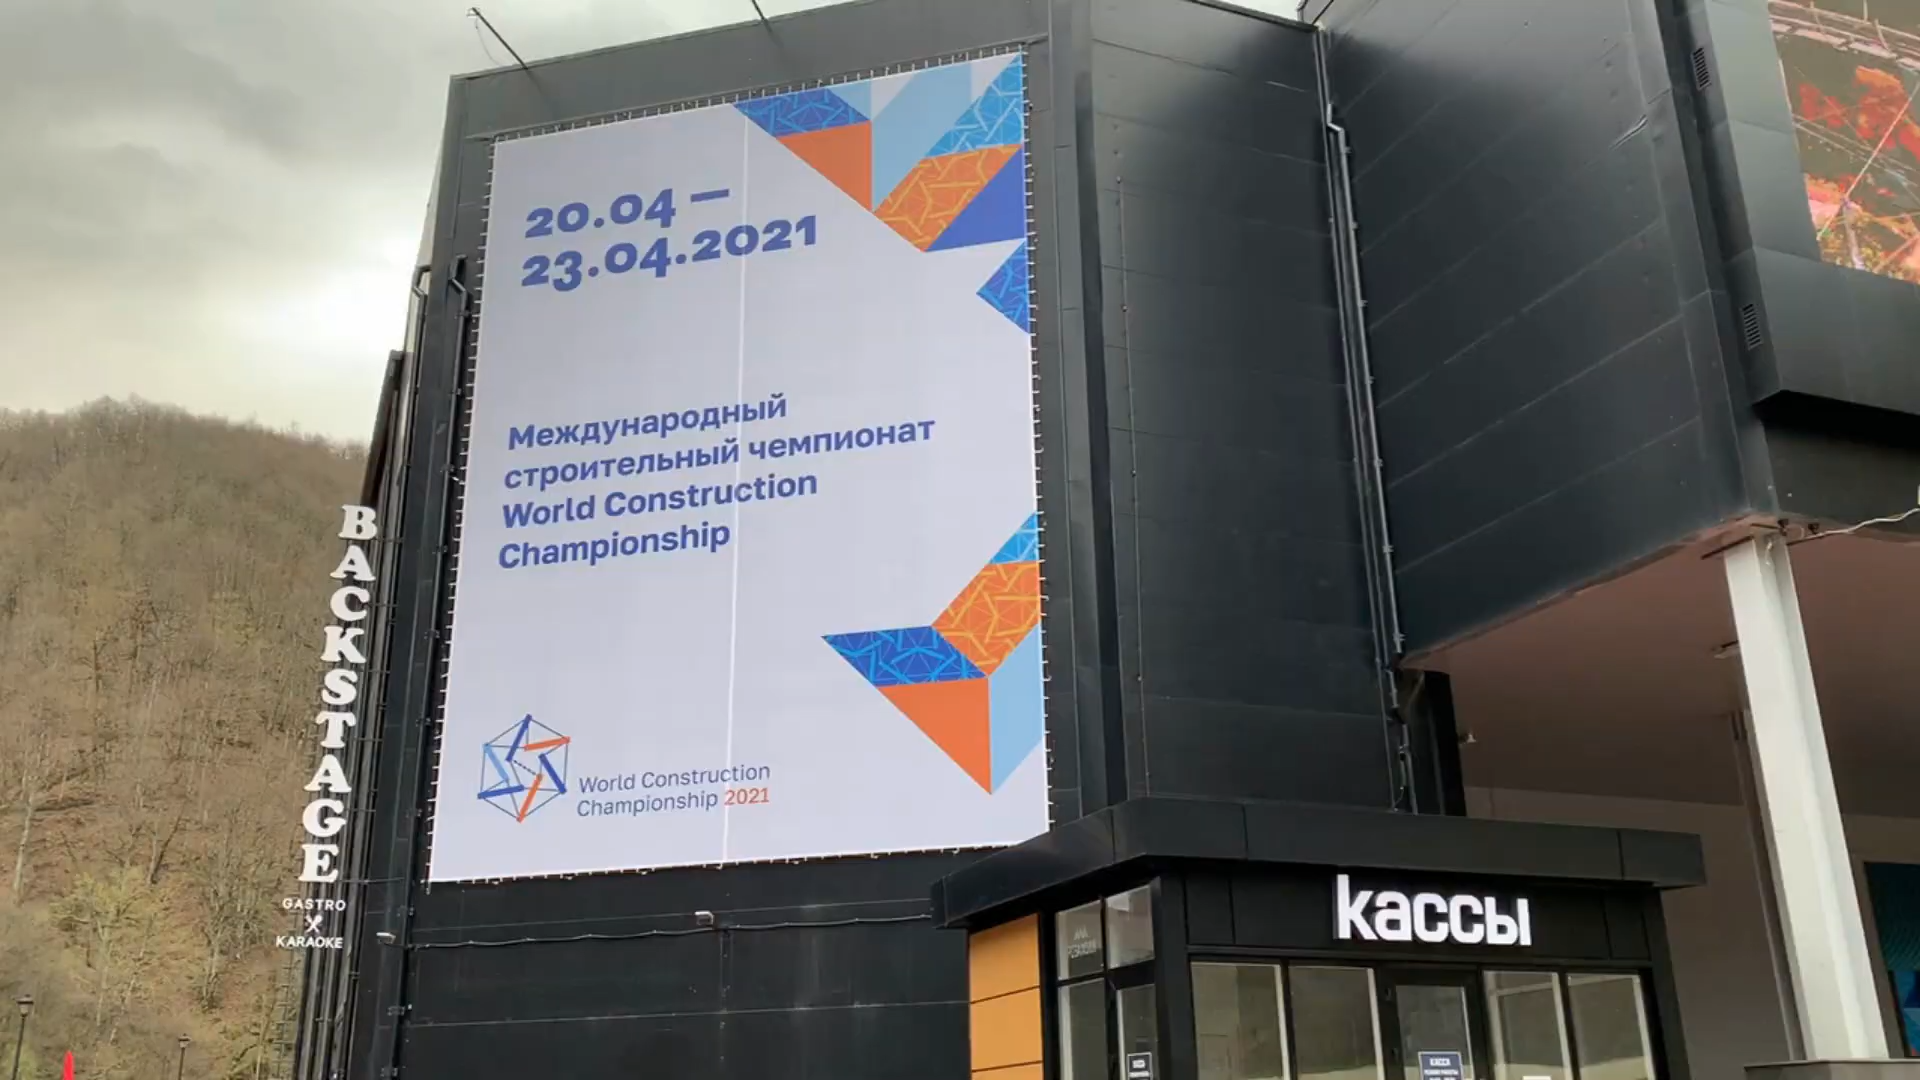 20.04 —
23.04.2021
Международный
строительный чемпионат
World Construction
Championship
World Construction
Championship 2021
BACKSTAGE
GASTRO
KARAOKE
кассы
КАССА